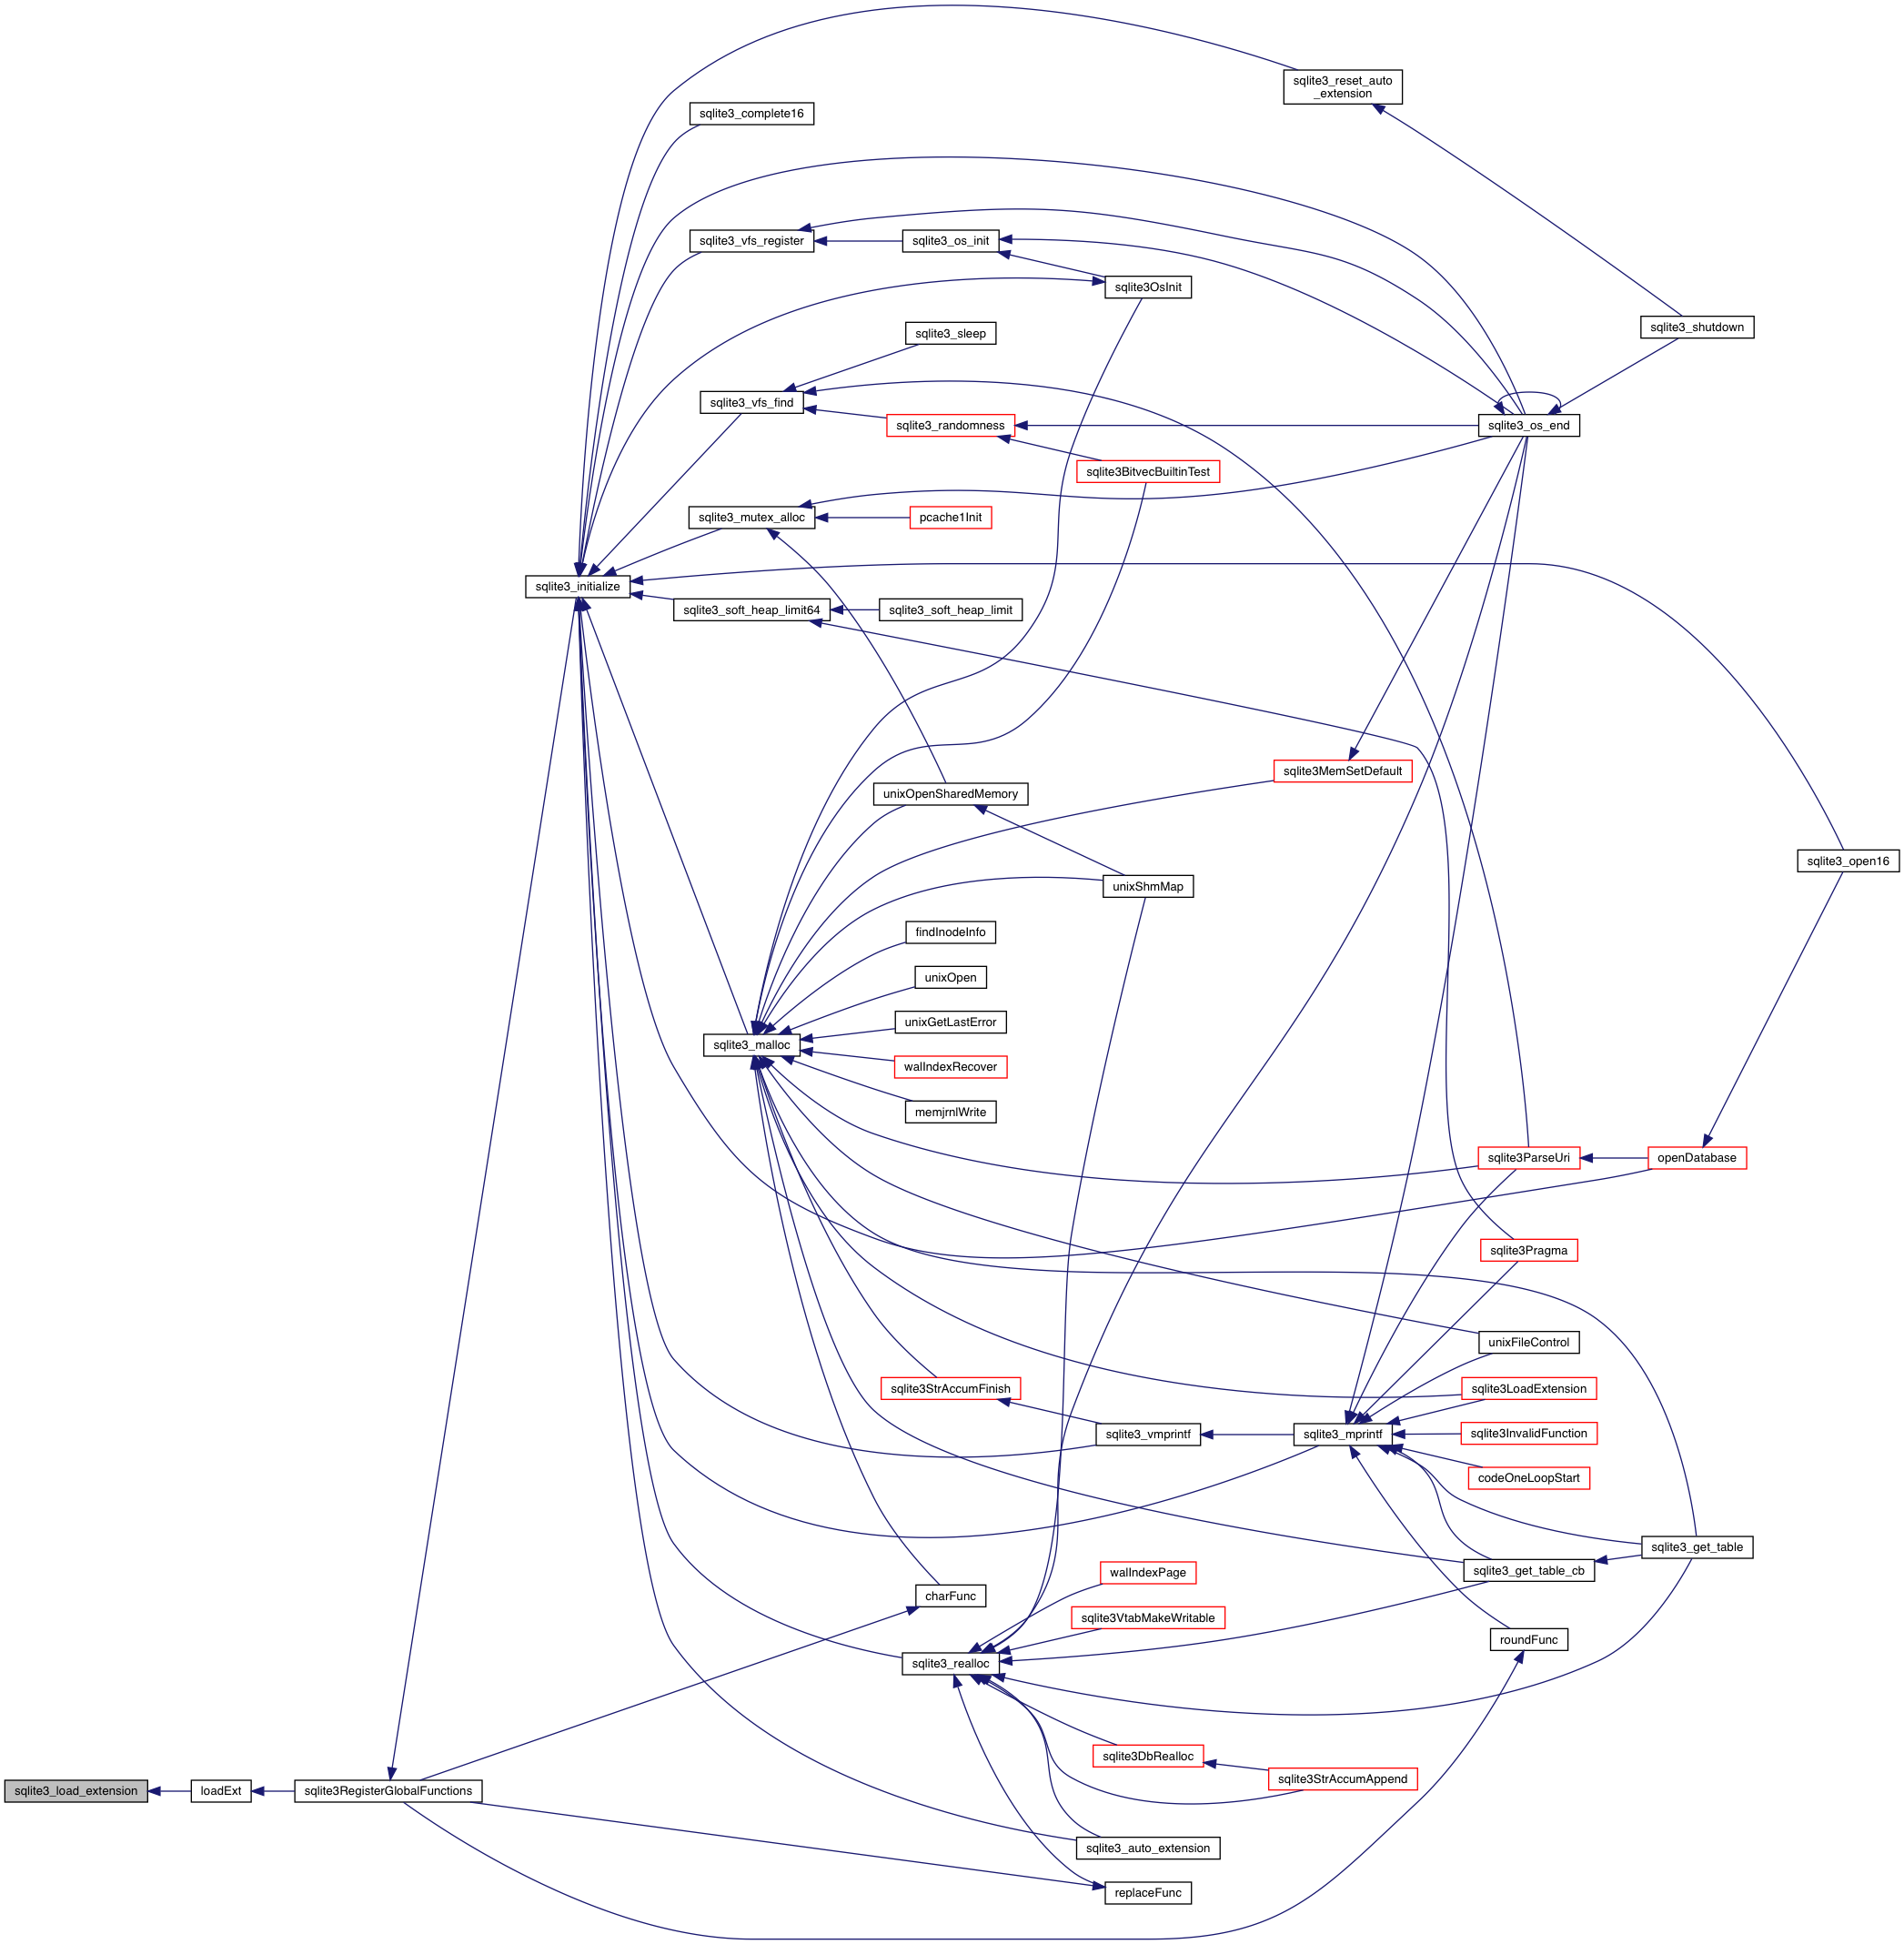 sqlite3_reset_auto
_extension
sqlite3_complete16
sqlite3_vfs_register
sqlite3_os_init
sqlite3OsInit
sqlite3_sleep
sqlite3_shutdown
sqlite3_vfs_find
sqlite3_randomness
sqlite3_os_end
sqlite3BitvecBuiltinTest
sqlite3_mutex_alloc
pcache1Init
sqlite3_initialize
sqlite3_soft_heap_limit64
sqlite3_soft_heap_limit
sqlite3MemSetDefault
unixOpenSharedMemory
sqlite3_open16
unixShmMap
findInodeInfo
unixOpen
unixGetLastError
sqlite3_malloc
walIndexRecover
memjrnlWrite
sqlite3ParseUri
openDatabase
sqlite3Pragma
unixFileControl
sqlite3StrAccumFinish
sqlite3LoadExtension
sqlite3_vmprintf
sqlite3_mprintf
sqlite3InvalidFunction
codeOneLoopStart
sqlite3_get_table
sqlite3_get_table_cb
walIndexPage
charFunc
sqlite3VtabMakeWritable
roundFunc
sqlite3_realloc
sqlite3DbRealloc
sqlite3StrAccumAppend
sqlite3_load_extension
loadExt
sqlite3RegisterGlobalFunctions
sqlite3_auto_extension
replaceFunc